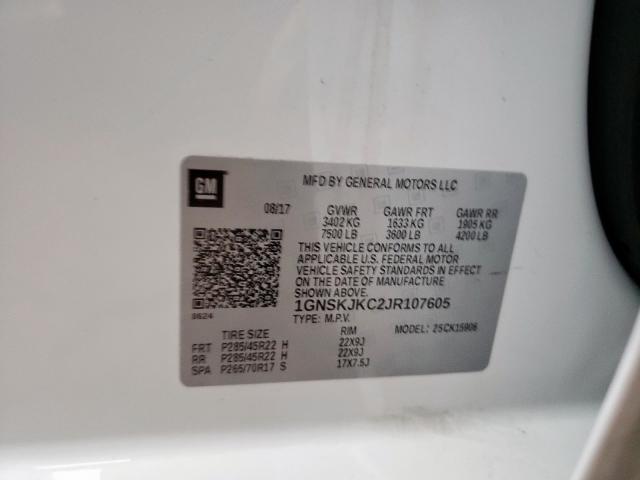 GM
MFD BY GENERAL MOTORS LLC
08/17 GVWR GAWR FRT GAWR RR
3402 KG 1633 KG 1905 KG
7500 LB 3600 LB 4200 LB
THIS VEHICLE CONFORMS TO ALL
APPLICABLE U.S. FEDERAL MOTOR
VEHICLE SAFETY STANDARDS IN EFFECT
ON THE DATE OF MANUFACTURE
SHOWN ABOVE.
1GNSKJKC2JR107605
8624
TYPE: M.P.V. MODEL: 2SCK15906
TIRE SIZE RIM
FRT P285/45R22 H 22X9J
RR P285/45R22 H 22X9J
SPA P265/70R17 S 17X7.5J